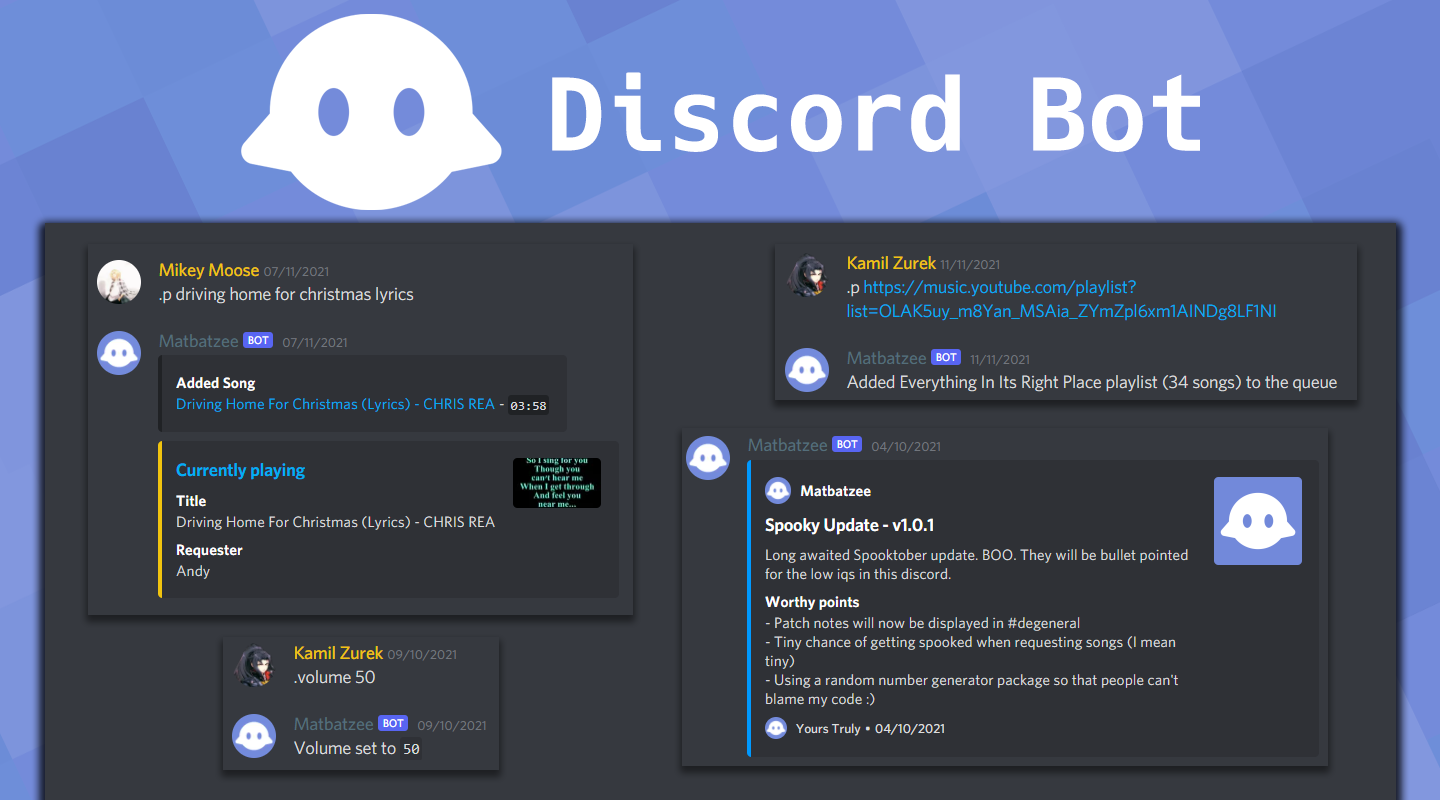 Discord Bot
Mikey Moose 07/11/2021
.p driving home for christmas lyrics
Matbatzee BOT 07/11/2021
Added Song
Driving Home For Christmas (Lyrics) - CHRIS REA - 03:58
Currently playing
Title
Driving Home For Christmas (Lyrics) - CHRIS REA
Requester
Andy
So I sing for you
Though you
can't hear me
When I get through
And feel you
near me...
Kamil Zurek 09/10/2021
.volume 50
Matbatzee BOT 09/10/2021
Volume set to 50
Kamil Zurek 11/11/2021
.p https://music.youtube.com/playlist?
list=OLAK5uy_m8Yan_MSAia_ZYmZpl6xm1AINDg8LF1NI
Matbatzee BOT 11/11/2021
Added Everything In Its Right Place playlist (34 songs) to the queue
Matbatzee BOT 04/10/2021
Matbatzee
Spooky Update - v1.0.1
Long awaited Spooktober update. BOO. They will be bullet pointed
for the low iqs in this discord.
Worthy points
- Patch notes will now be displayed in #degeneral
- Tiny chance of getting spooked when requesting songs (I mean
tiny)
- Using a random number generator package so that people can't
blame my code :)
Yours Truly • 04/10/2021